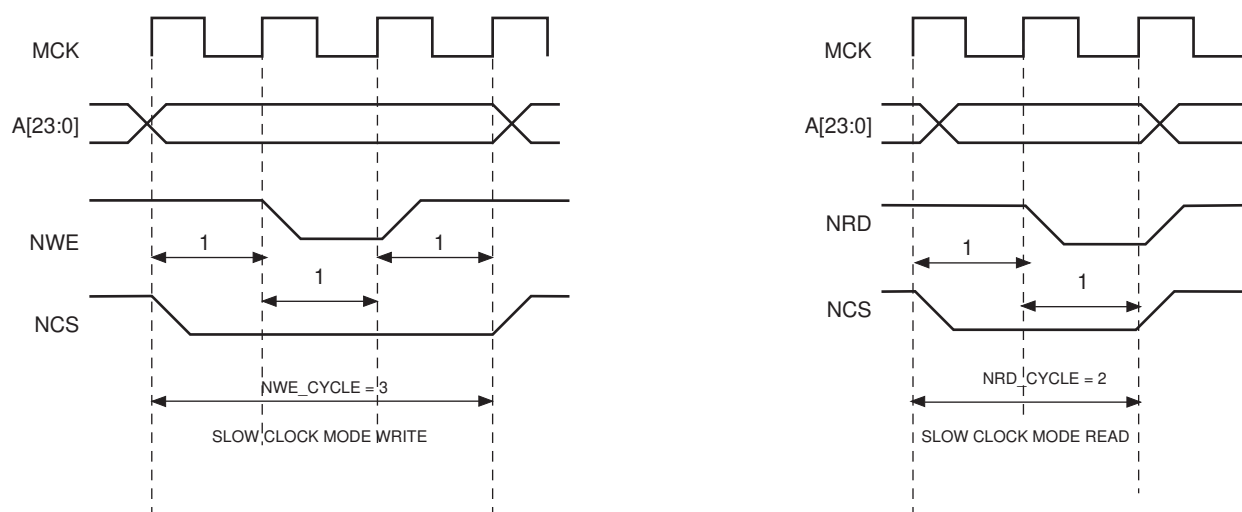 MCK
A[23:0]
NWE
1
1
1
NCS
NWE_CYCLE = 3
SLOW CLOCK MODE WRITE
MCK
A[23:0]
NRD
1
1
NCS
NRD_CYCLE = 2
SLOW CLOCK MODE READ